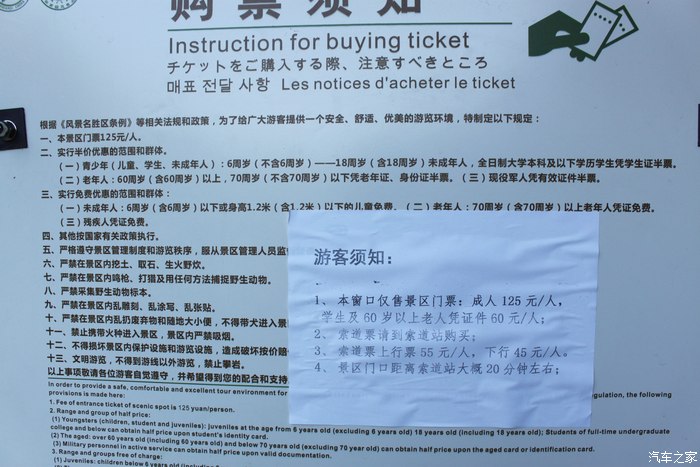 购票须知
Instruction for buying ticket
チケットをご購入する際、注意すべきところ
매표 전달 사항 Les notices d'acheter le ticket
根据《风景名胜区条例》等相关法规和政策,为了给广大游客提供一个安全、舒适、优美的游览环境,特制定以下规定:
一、本景区门票125元/人。
二、实行半价优惠的范围和群体。
(一)青少年(儿童、学生、未成年人):6周岁(不含6周岁)——18周岁(含18周岁)未成年人,全日制大学本科及以下学历学生凭学生证半票。
(二)老年人:60周岁(含60周岁)以上,70周岁(不含70周岁)以下凭老年证、身份证半票。(三)现役军人凭有效证件半票。
三、实行免费优惠的范围和群体:
(一)未成年人:6周岁(含6周岁)以下或身高1.2米(含1.2米)以下的儿童免费。(二)老年人:70周岁(含70周岁)以上老年人凭证免费。
(三)残疾人凭证免费。
四、其他按国家有关政策执行。
五、严格遵守景区管理制度和游览秩序,服从景区管理人员监
六、严禁在景区内挖土、取石、生火野炊。
七、严禁在景区内鸣枪、打猎及用任何方法捕捉野生动物。
八、严禁采集野生动物标本。
九、严禁在景区内乱雕刻、乱涂写、乱张贴。
十、严禁在景区内乱扔废弃物和随地大小便,不得带犬进入景
十一、禁止携带火种进入景区,景区内严禁吸烟。
十二、不得损坏景区内保护设施和游览设施,造成破坏按价赔
十三、文明游览,不得到游线以外游览,禁止攀岩。
以上事项敬请各位游客自觉遵守,并希望得到您的配合和支持
游客须知:
1、本窗口仅售景区门票:成人125元/人,
学生及60岁以上老人凭证件60元/人;
2、索道票请到索道站购买;
3、索道票上行票55元/人,下行45元/人。
4、景区门口距离索道站大概20分钟左右;
In order to provide a safe, comfortable and excellent tour environment for
gulation, the following
provisions is made here:
1. Fee of entrance ticket of scenic spot is 125 yuan/person.
2. Range and group of half price:
(1) Youngsters (children, student and juveniles): juveniles at the age from 6 years old (excluding 6 years old) 18 years old (including 18 years old); Students of full-time undergraduate
college and below can obtain half price upon student's identity card.
(2) The aged: over 60 years old (including 60 years old) and below 70 years old (excluding 70 years old) can obtain half price upon the aged card or identification card.
(3) Military personnel in active service can obtain half price upon valid document.
3. Range and groups free of charge:
(1) Juveniles: children below 6 years old (including 6
汽车之家